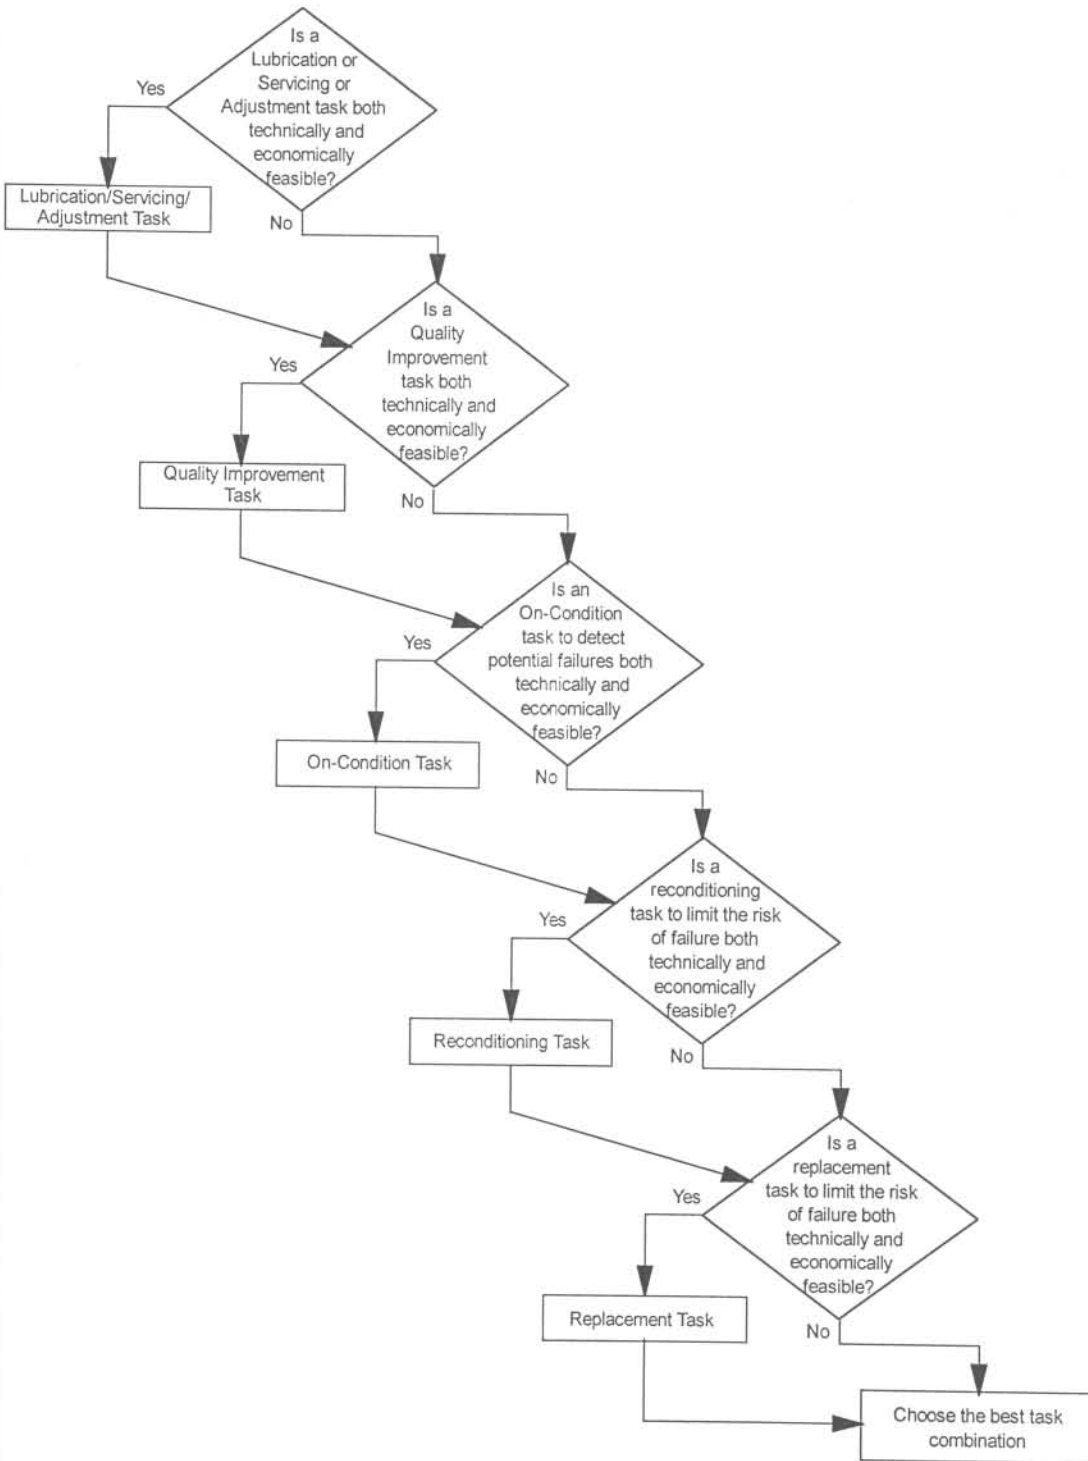 Is a
Lubrication or
Servicing or
Adjustment task both
technically and
economically
feasible?
Yes
Lubrication/Servicing/
Adjustment Task
No
Is a
Quality
Improvement
task both
technically and
economically
feasible?
Yes
Quality Improvement
Task
No
Is an
On-Condition
task to detect
potential failures both
technically and
economically
feasible?
Yes
On-Condition Task
No
Is a
reconditioning
task to limit the risk
of failure both
technically and
economically
feasible?
Yes
Reconditioning Task
No
Is a
replacement
task to limit the risk
of failure both
technically and
economically
feasible?
Yes
Replacement Task
No
Choose the best task
combination